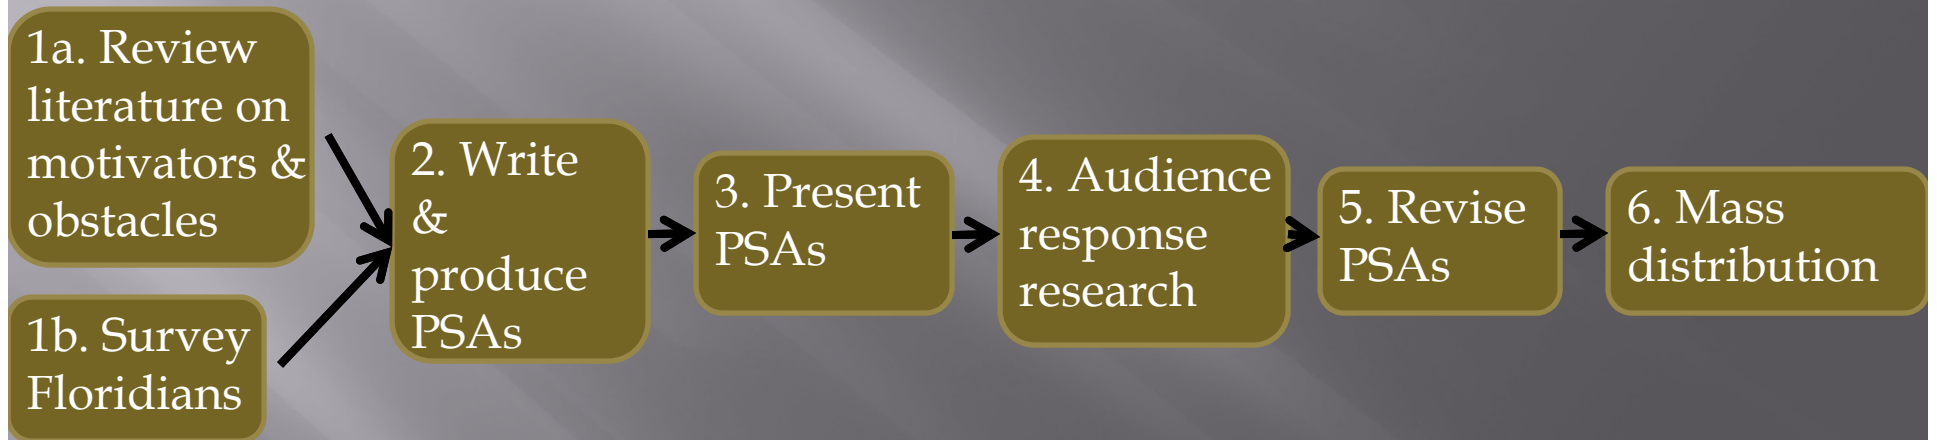 1a. Review
literature on
motivators &
obstacles
1b. Survey
Floridians
2. Write
&
produce
PSAs
3. Present
PSAs
4. Audience
response
research
5. Revise
PSAs
6. Mass
distribution